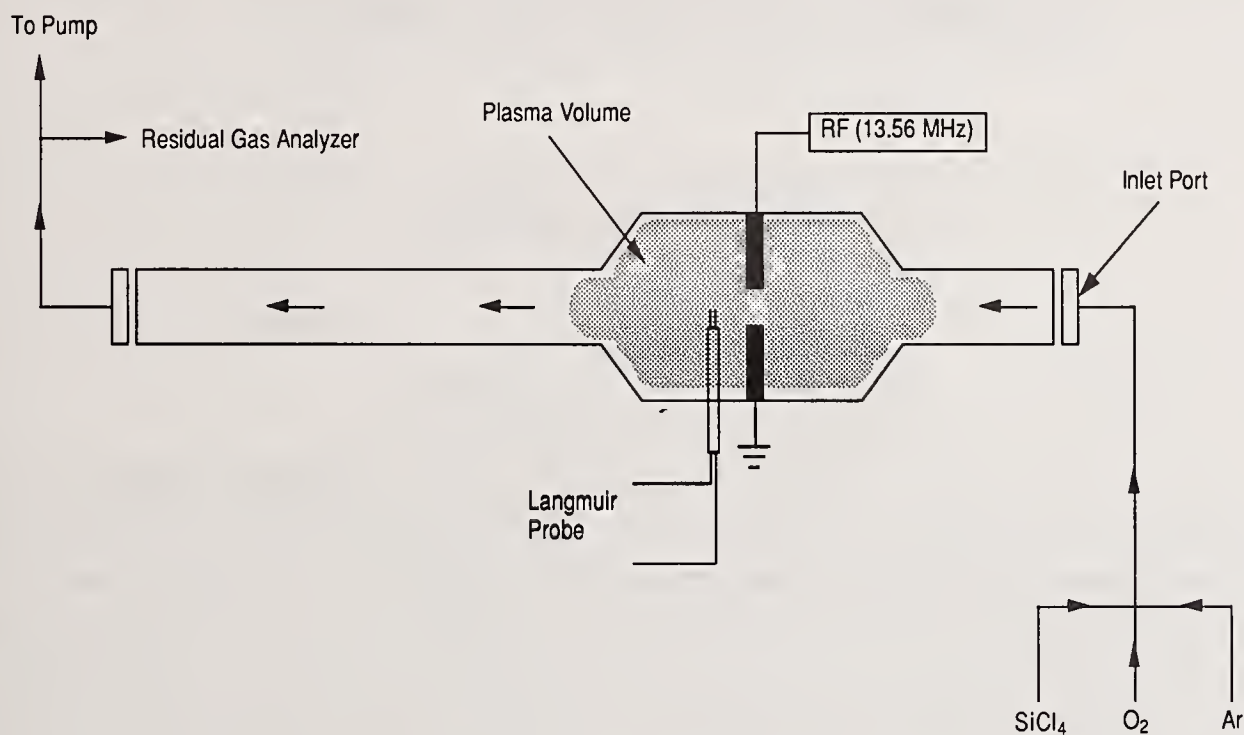 To Pump
Residual Gas Analyzer
Plasma Volume
RF (13.56 MHz)
Inlet Port
Langmuir
Probe
SiCl4
O2
Ar